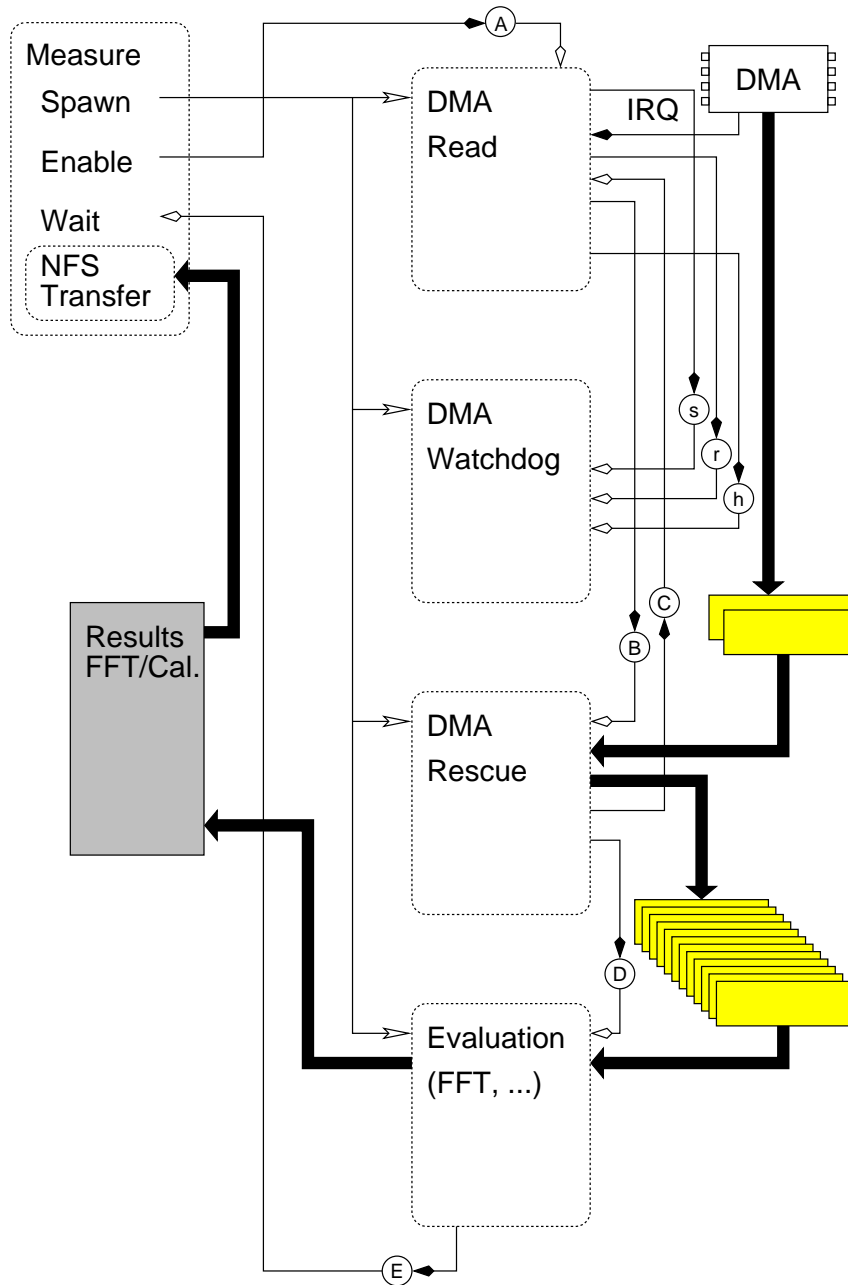 A
Measure
Spawn
Enable
Wait
NFS
Transfer
DMA
Read
IRQ
DMA
DMA
Watchdog
s
r
h
C
B
Results
FFT/Cal.
DMA
Rescue
D
Evaluation
(FFT, ...)
E